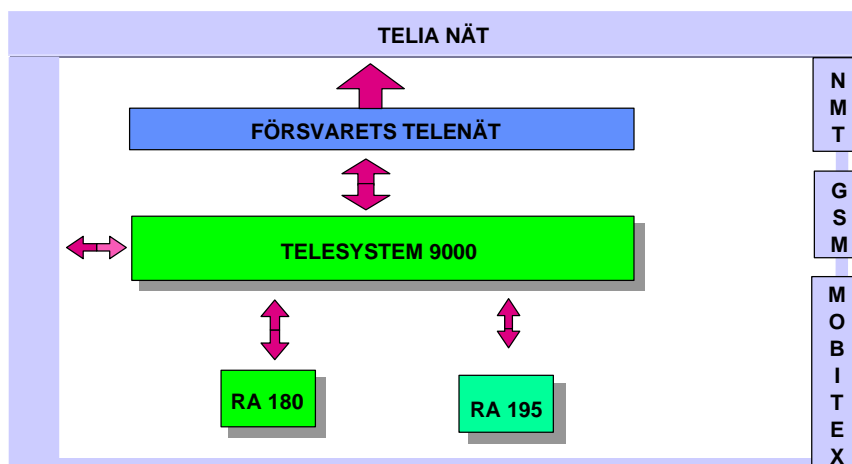 TELIA NÄT
FÖRSVARETS TELENÄT
TELESYSTEM 9000
RA 180
RA 195
NMT
GSM
MOBITEX